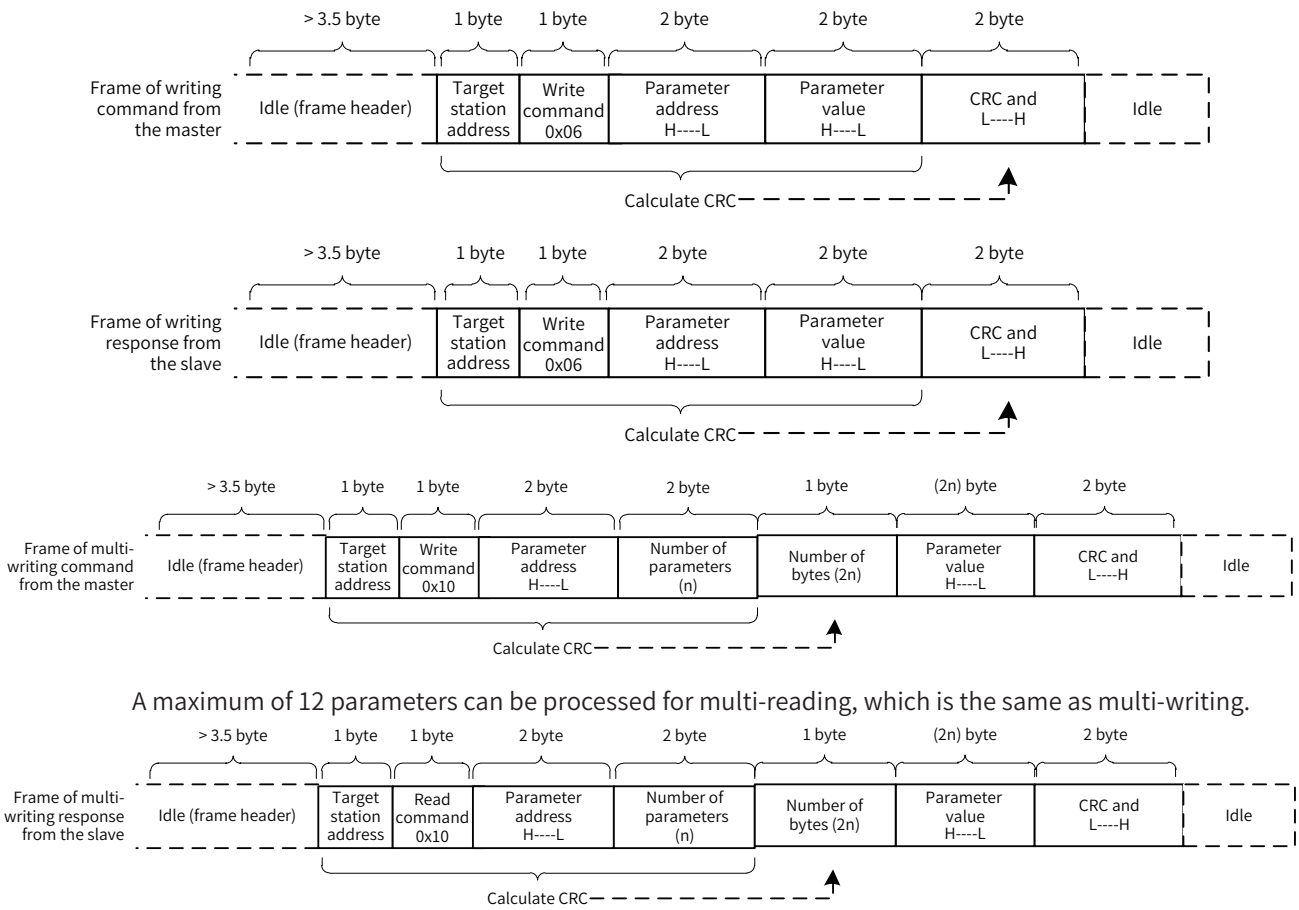 > 3.5 byte 1 byte 1 byte 2 byte 2 byte 2 byte
Frame of writing
command from
the master
Idle (frame header)
Target
station
address
Write
command
0x06
Parameter
address
H----L
Parameter
value
H----L
CRC and
L----H
Idle
Calculate CRC
> 3.5 byte 1 byte 1 byte 2 byte 2 byte 2 byte
Frame of writing
response from
the slave
Idle (frame header)
Target
station
address
Write
command
0x06
Parameter
address
H----L
Parameter
value
H----L
CRC and
L----H
Idle
Calculate CRC
> 3.5 byte 1 byte 1 byte 2 byte 2 byte 1 byte (2n) byte 2 byte
Frame of multi-
writing command
from the master
Idle (frame header)
Target
station
address
Write
command
0x10
Parameter
address
H----L
Number of
parameters
(n)
Number of
bytes (2n)
Parameter
value
H----L
CRC and
L----H
Idle
Calculate CRC
A maximum of 12 parameters can be processed for multi-reading, which is the same as multi-writing.
> 3.5 byte 1 byte 1 byte 2 byte 2 byte 1 byte (2n) byte 2 byte
Frame of multi-
writing response
from the slave
Idle (frame header)
Target
station
address
Read
command
0x10
Parameter
address
H----L
Number of
parameters
(n)
Number of
bytes (2n)
Parameter
value
H----L
CRC and
L----H
Idle
Calculate CRC